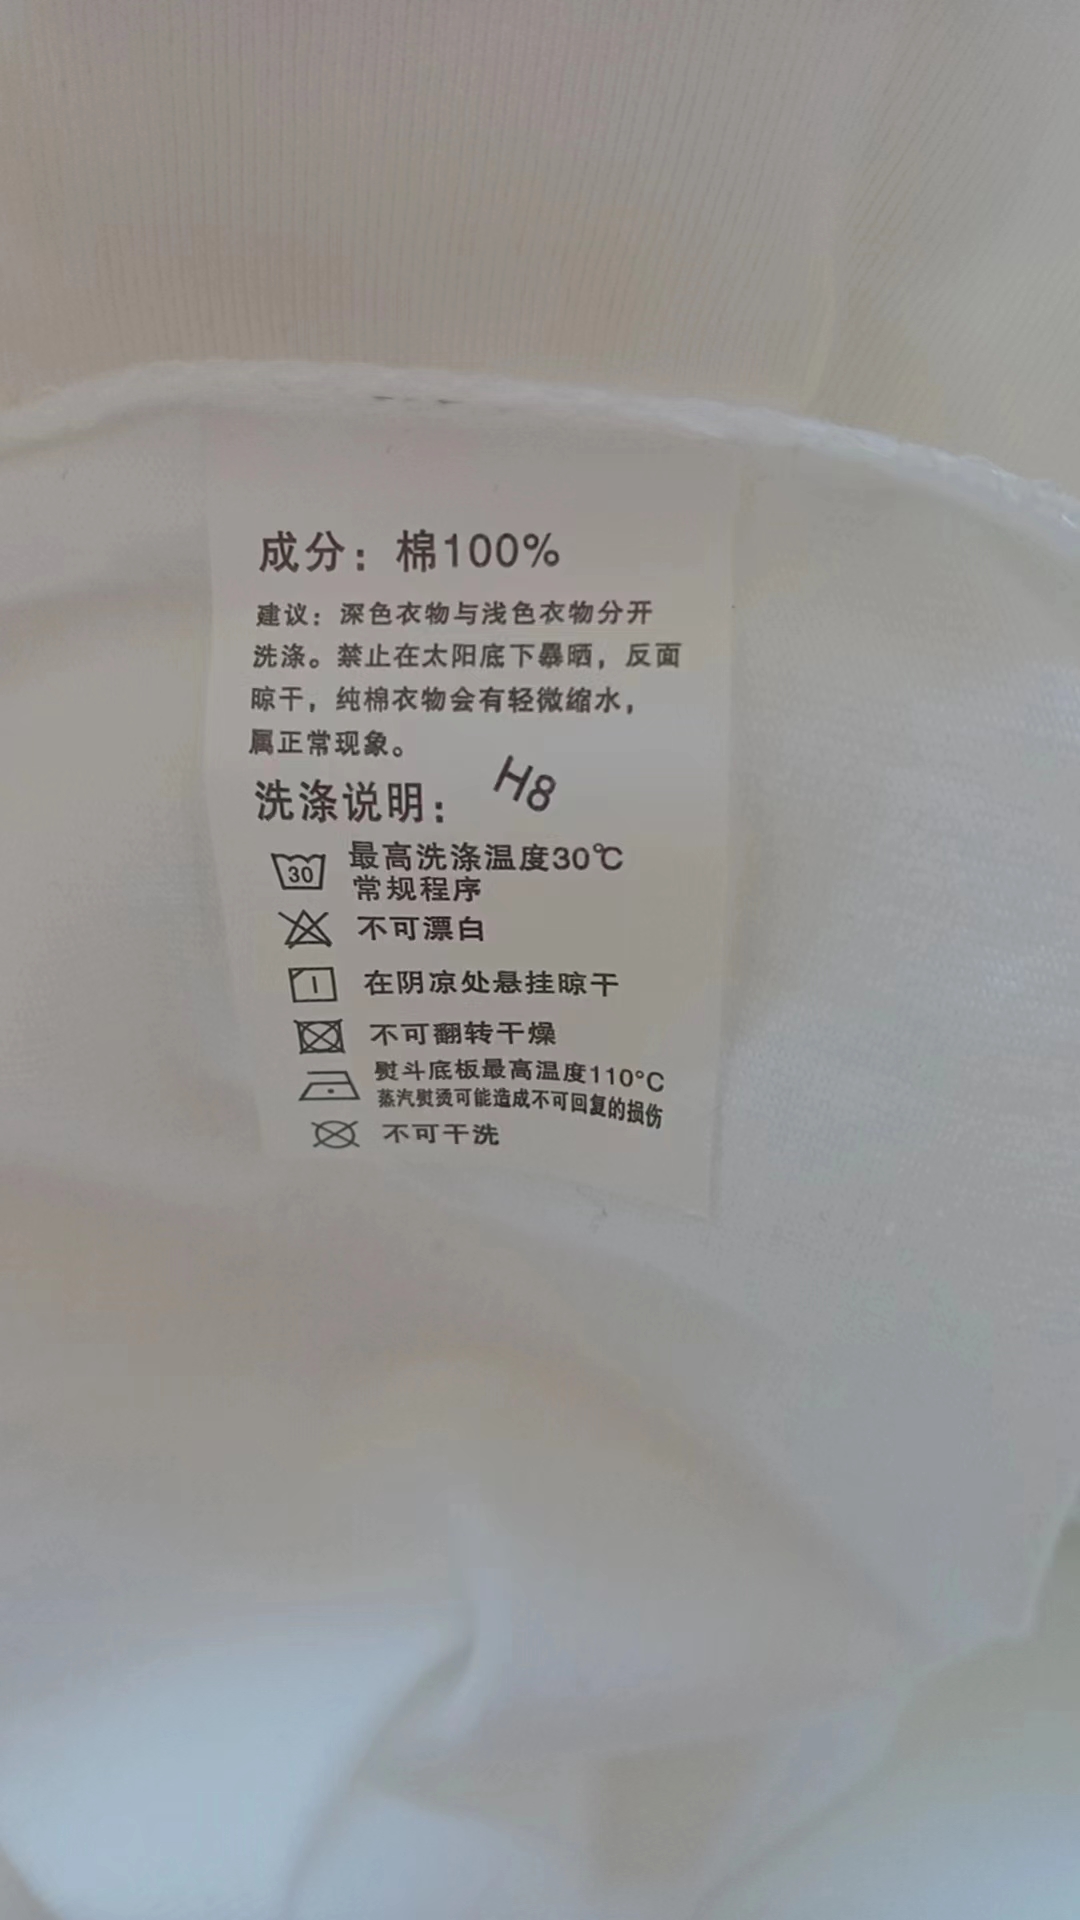 成分：棉100%
建议：深色衣物与浅色衣物分开
洗涤。禁止在太阳底下暴晒，反面
晾干，纯棉衣物会有轻微缩水，
属正常现象。
H8
洗涤说明：
30 最高洗涤温度30℃
常规程序
不可漂白
在阴凉处悬挂晾干
不可翻转干燥
熨斗底板最高温度110°C
蒸汽熨烫可能造成不可回复的损伤
不可干洗